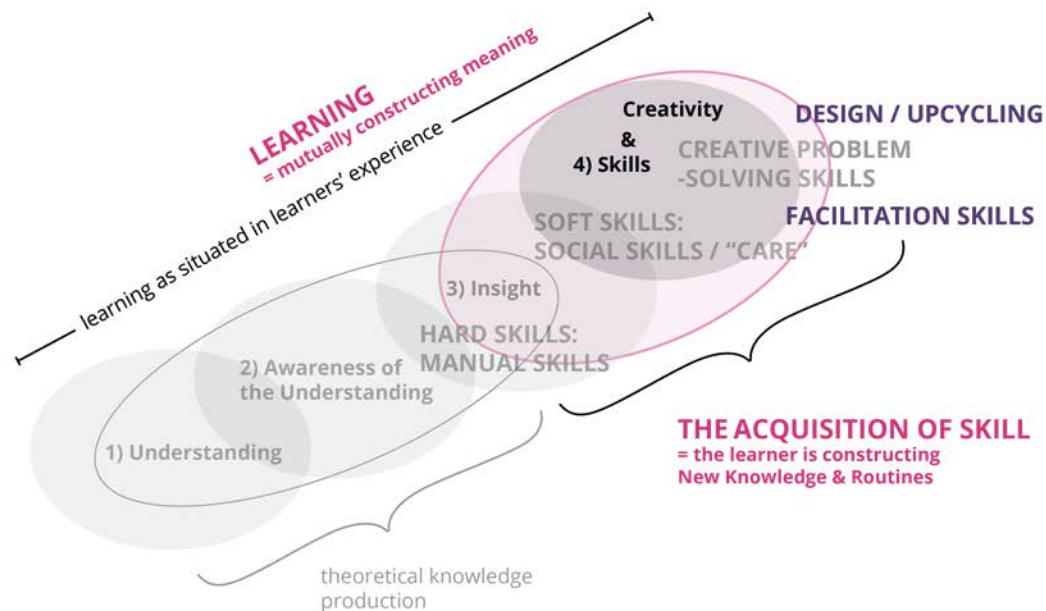 LEARNING
= mutually constructing meaning
learning as situated in learners' experience
Creativity
&
4) Skills
DESIGN / UPCYCLING
CREATIVE PROBLEM
-SOLVING SKILLS
FACILITATION SKILLS
SOFT SKILLS:
SOCIAL SKILLS / “CARE”
3) Insight
HARD SKILLS:
MANUAL SKILLS
2) Awareness of
the Understanding
1) Understanding
THE ACQUISITION OF SKILL
= the learner is constructing
New Knowledge & Routines
theoretical knowledge
production